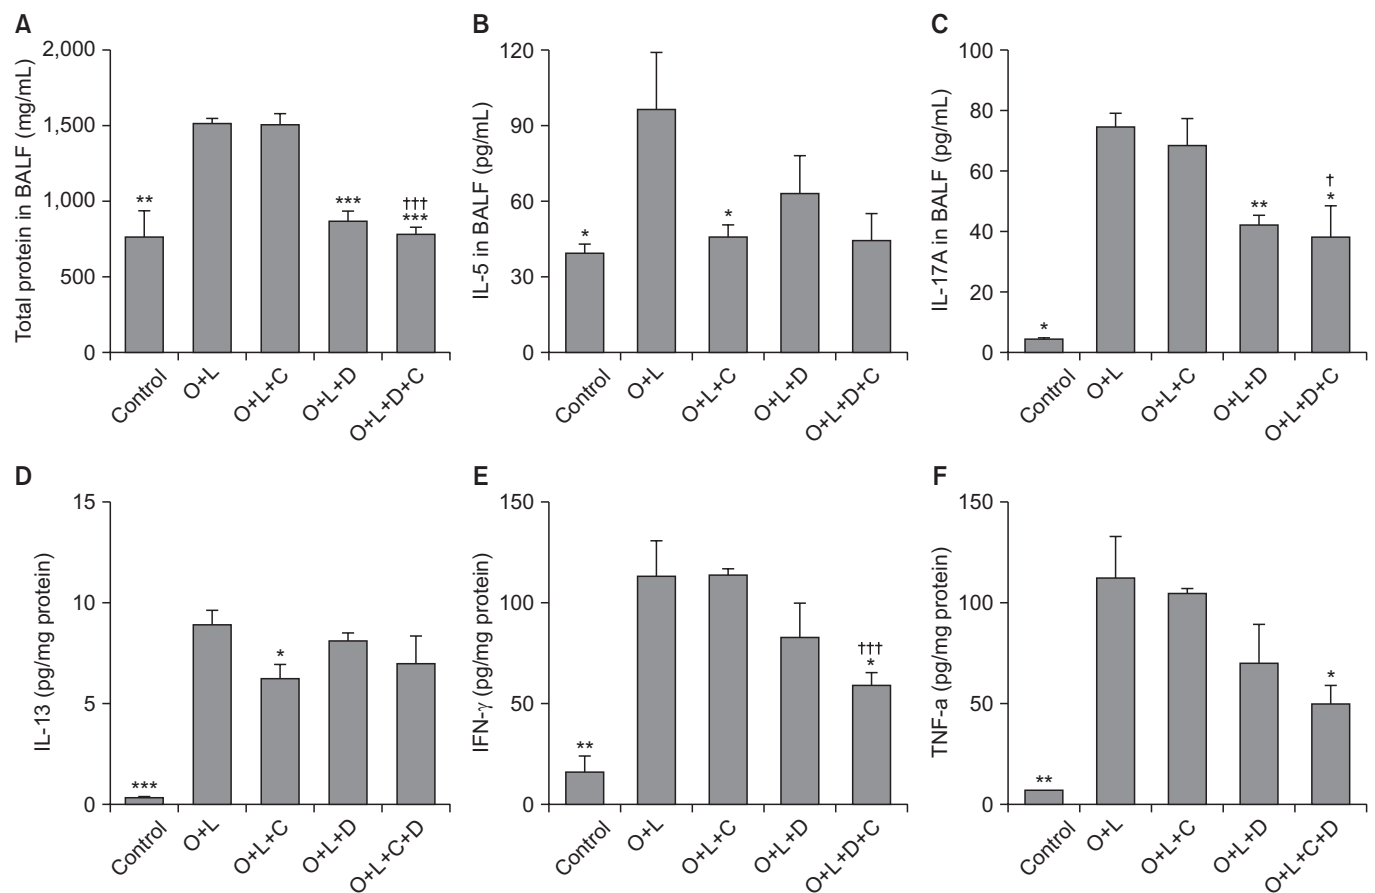 A
Total protein in BALF (mg/mL)
2,000
1,500
1,000
500
0
**
***
†††
***
Control
O+L
O+L+C
O+L+D
O+L+D+C
B
IL-5 in BALF (pg/mL)
120
90
60
30
0
*
*
Control
O+L
O+L+C
O+L+D
O+L+D+C
C
IL-17A in BALF (pg/mL)
100
80
60
40
20
0
*
**
†
*
Control
O+L
O+L+C
O+L+D
O+L+D+C
D
IL-13 (pg/mg protein)
15
10
5
0
***
*
Control
O+L
O+L+C
O+L+D
O+L+C+D
E
IFN-γ (pg/mg protein)
150
100
50
0
**
†††
*
Control
O+L
O+L+C
O+L+D
O+L+D+C
F
TNF-a (pg/mg protein)
150
100
50
0
**
*
Control
O+L
O+L+C
O+L+D
O+L+C+D